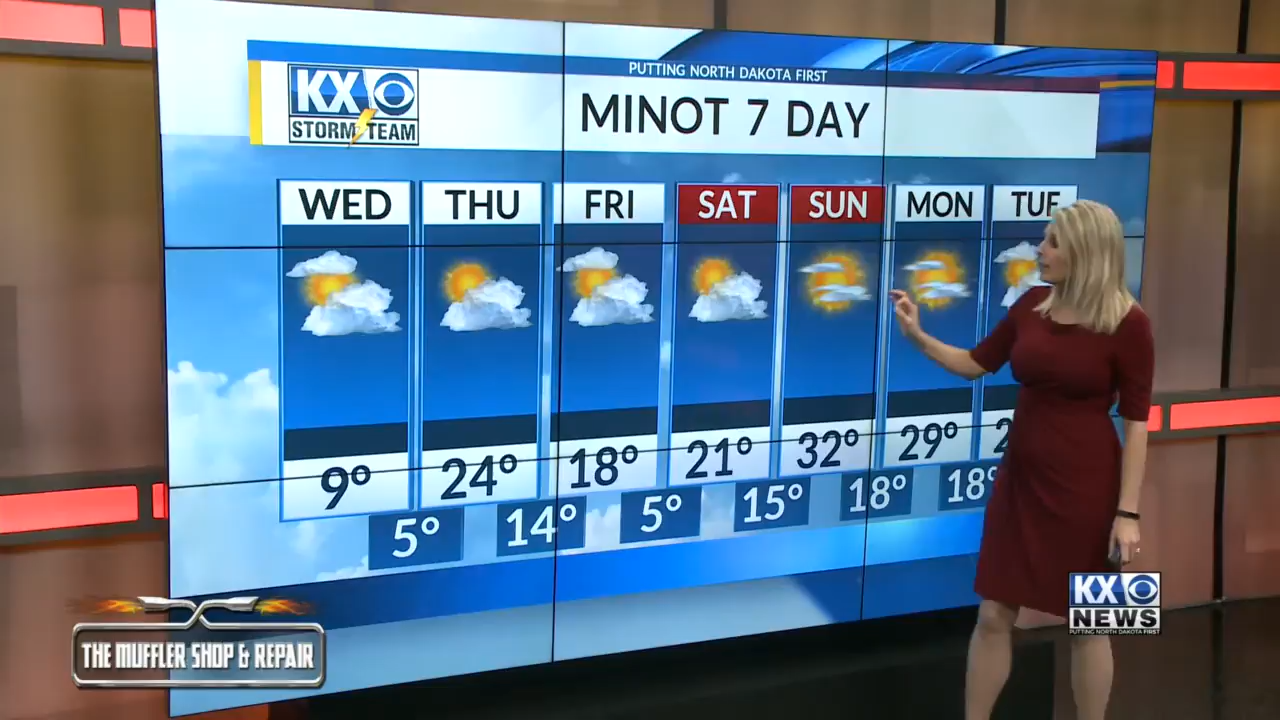 PUTTING NORTH DAKOTA FIRST
KX
STORM TEAM
MINOT 7 DAY
WED THU FRI SAT SUN MON TUE
9° 24° 18° 21° 32° 29° 2
5° 14° 5° 15° 18° 18°
THE MUFFLER SHOP & REPAIR
KX
NEWS
PUTTING NORTH DAKOTA FIRST